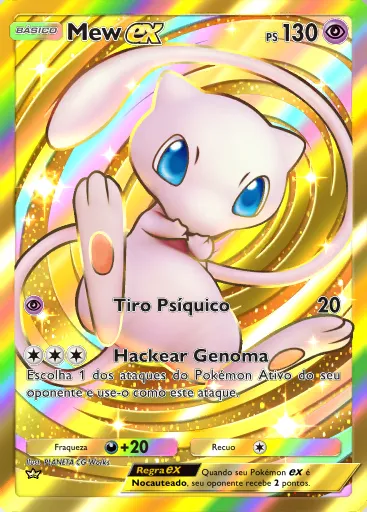 BÁSICO Mew ex PS 130
Tiro Psíquico 20
Hackear Genoma
Escolha 1 dos ataques do Pokémon Ativo do seu
oponente e use-o como este ataque.
Fraqueza +20 Recuo
Ilus. PLANETA CG Works
Regra ex Quando seu Pokémon ex é
Nocauteado, seu oponente recebe 2 pontos.